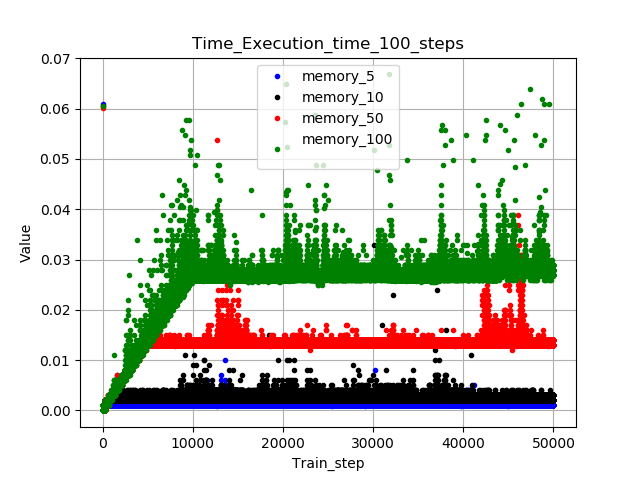 Time_Execution_time_100_steps
0.07
0.06
0.05
0.04
0.03
0.02
0.01
0.00
Value
memory_5
memory_10
memory_50
memory_100
0 10000 20000 30000 40000 50000
Train_step